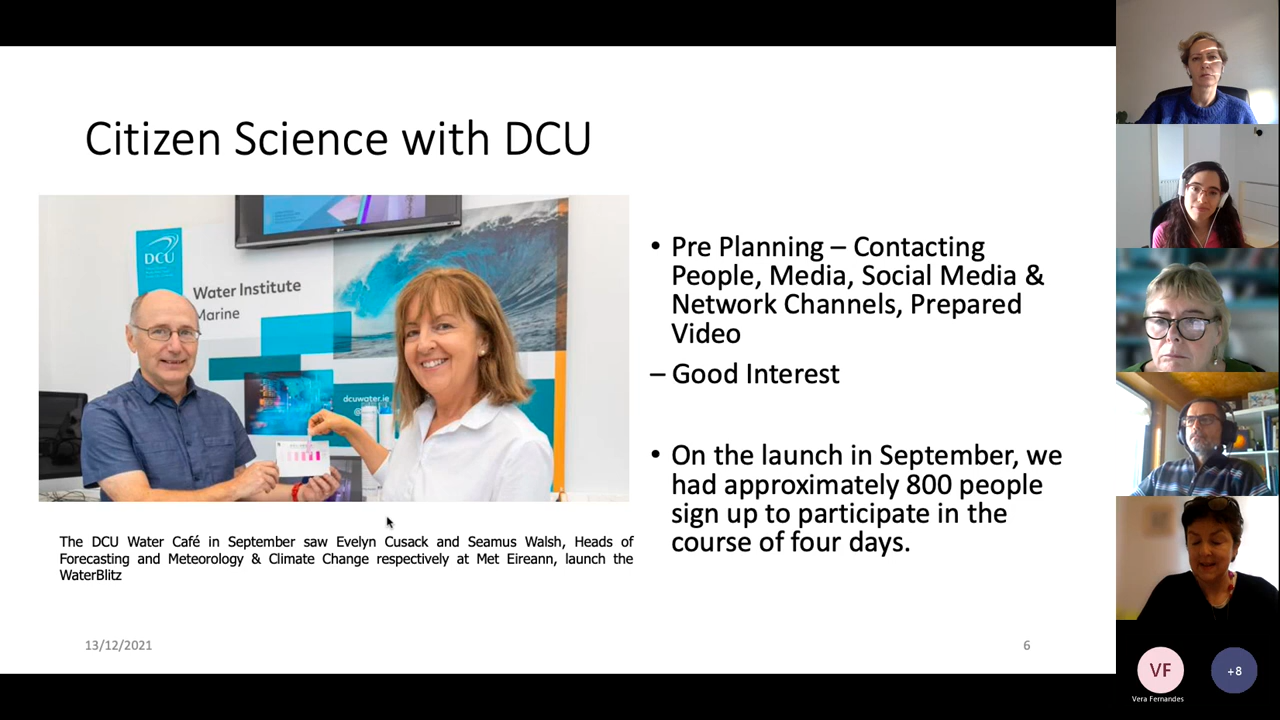 Citizen Science with DCU
DCU
Water Institute
Marine
dcuwater.ie
• Pre Planning – Contacting
People, Media, Social Media &
Network Channels, Prepared
Video
– Good Interest
• On the launch in September, we
had approximately 800 people
sign up to participate in the
course of four days.
The DCU Water Café in September saw Evelyn Cusack and Seamus Walsh, Heads of
Forecasting and Meteorology & Climate Change respectively at Met Eireann, launch the
WaterBlitz
13/12/2021
6
VF
+8
Vera Fernandes